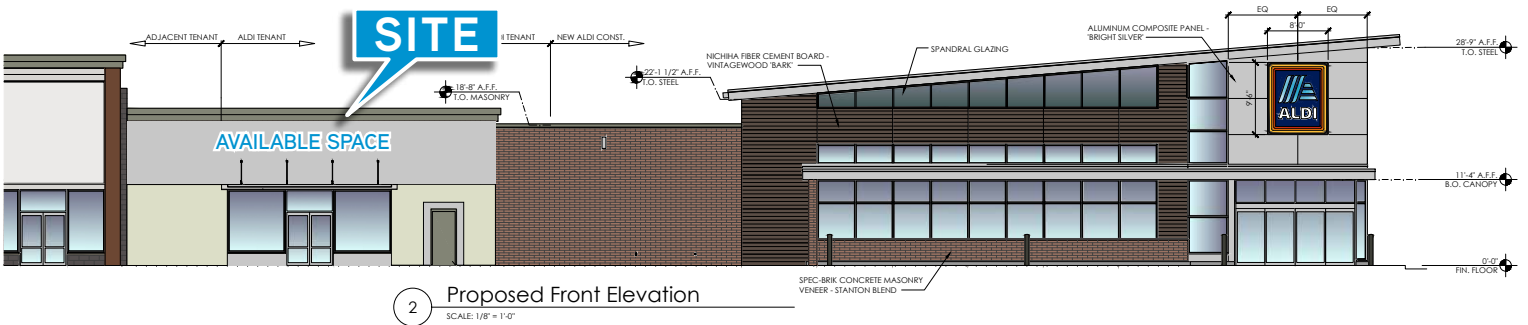 SITE
ADJACENT TENANT
ALDI TENANT
TENANT
NEW ALDI CONST.
18'-8" A.F.F.
T.O. MASONRY
22'-1 1/2" A.F.F.
T.O. STEEL
NICHIHA FIBER CEMENT BOARD -
VINTAGEWOOD 'BARK'
SPANDRAL GLAZING
ALUMINUM COMPOSITE PANEL -
'BRIGHT SILVER'
EQ
EQ
8'-0"
9'-6"
ALDI
28'-9" A.F.F.
T.O. STEEL
AVAILABLE SPACE
11'-4" A.F.F.
B.O. CANOPY
0'-0"
FIN. FLOOR
SPEC-BRIK CONCRETE MASONRY
VENEER - STANTON BLEND
2
Proposed Front Elevation
SCALE: 1/8" = 1'-0"